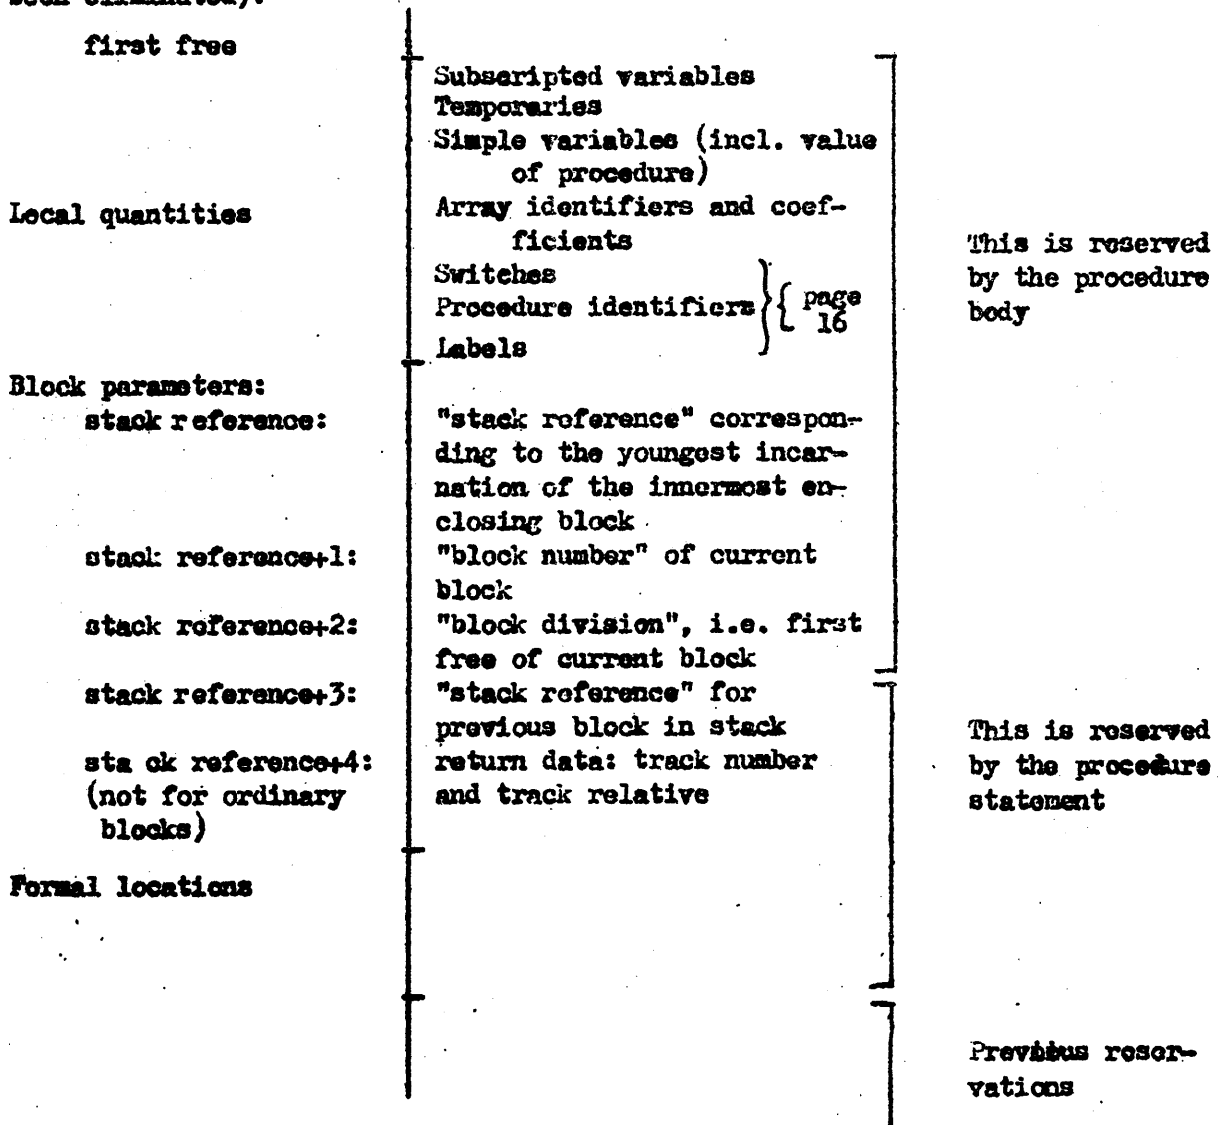 first free
Subscripted variables
Temporaries
Simple variables (incl. value
of procedure)
Local quantities
Array identifiers and coef-
ficients
Switches
Procedure identifiers
page
16
Labels
This is reserved
by the procedure
body
Block parameters:
stack reference:
"stack reference" correspon-
ding to the youngest incar-
nation of the innermost en-
closing block
stack reference+1:
"block number" of current
block
stack reference+2:
"block division", i.e. first
free of current block
stack reference+3:
"stack reference" for
previous block in stack
sta ck reference+4:
(not for ordinary
blocks)
return data: track number
and track relative
This is reserved
by the procedure
statement
Formal locations
Previous reser-
vations